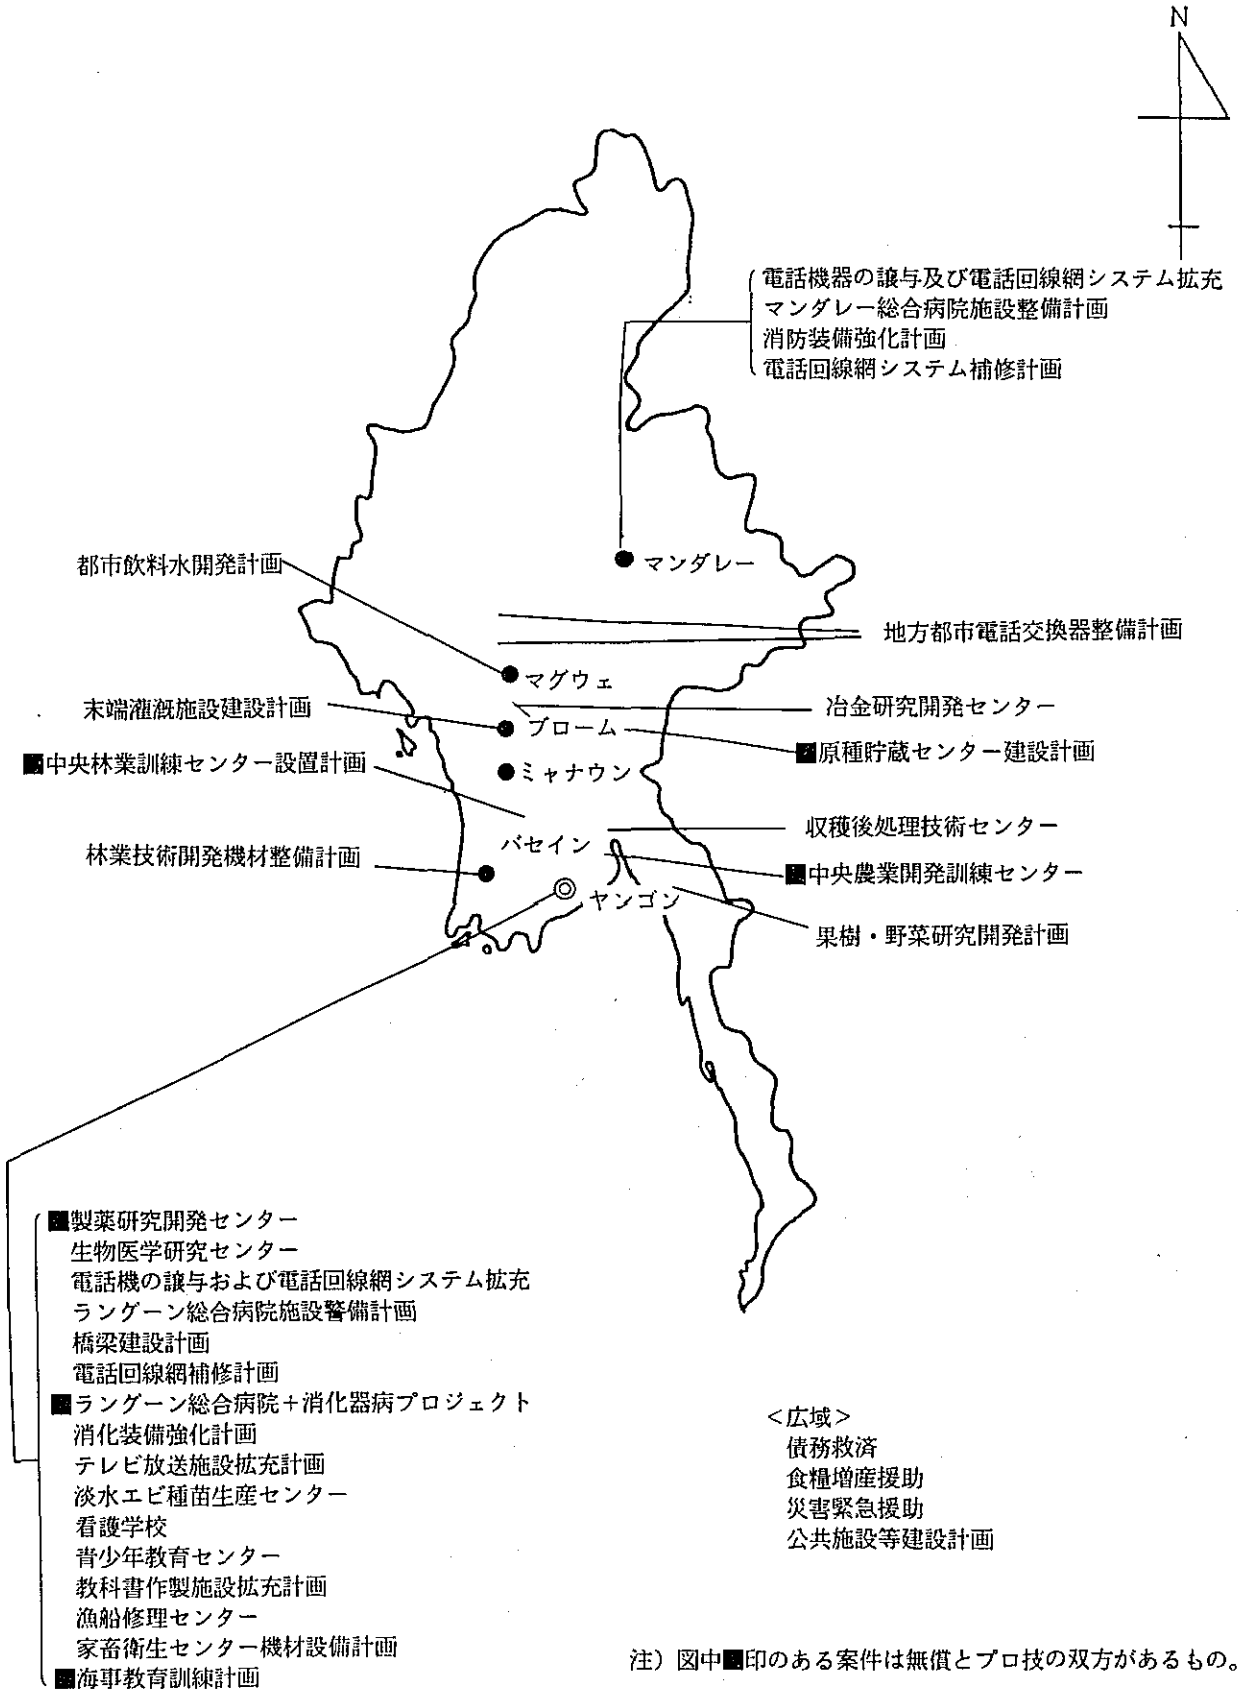 N
電話機器の譲与及び電話回線網システム拡充
マンダレー総合病院施設整備計画
消防装備強化計画
電話回線網システム補修計画
都市飲料水開発計画
マンダレー
地方都市電話交換器整備計画
マグウェ
末端灌漑施設建設計画
冶金研究開発センター
プローム
■原種貯蔵センター建設計画
■中央林業訓練センター設置計画
ミャナウン
収穫後処理技術センター
バセイン
林業技術開発機材整備計画
■中央農業開発訓練センター
ヤンゴン
果樹・野菜研究開発計画
■製薬研究開発センター
生物医学研究センター
電話機の譲与および電話回線網システム拡充
ラングーン総合病院施設警備計画
橋梁建設計画
電話回線網補修計画
■ラングーン総合病院+消化器病プロジェクト
消化装備強化計画
テレビ放送施設拡充計画
淡水エビ種苗生産センター
看護学校
青少年教育センター
教科書作製施設拡充計画
漁船修理センター
家畜衛生センター機材設備計画
■海事教育訓練計画
<広域>
債務救済
食糧増産援助
災害緊急援助
公共施設等建設計画
注)図中■印のある案件は無償とプロ技の双方があるもの。